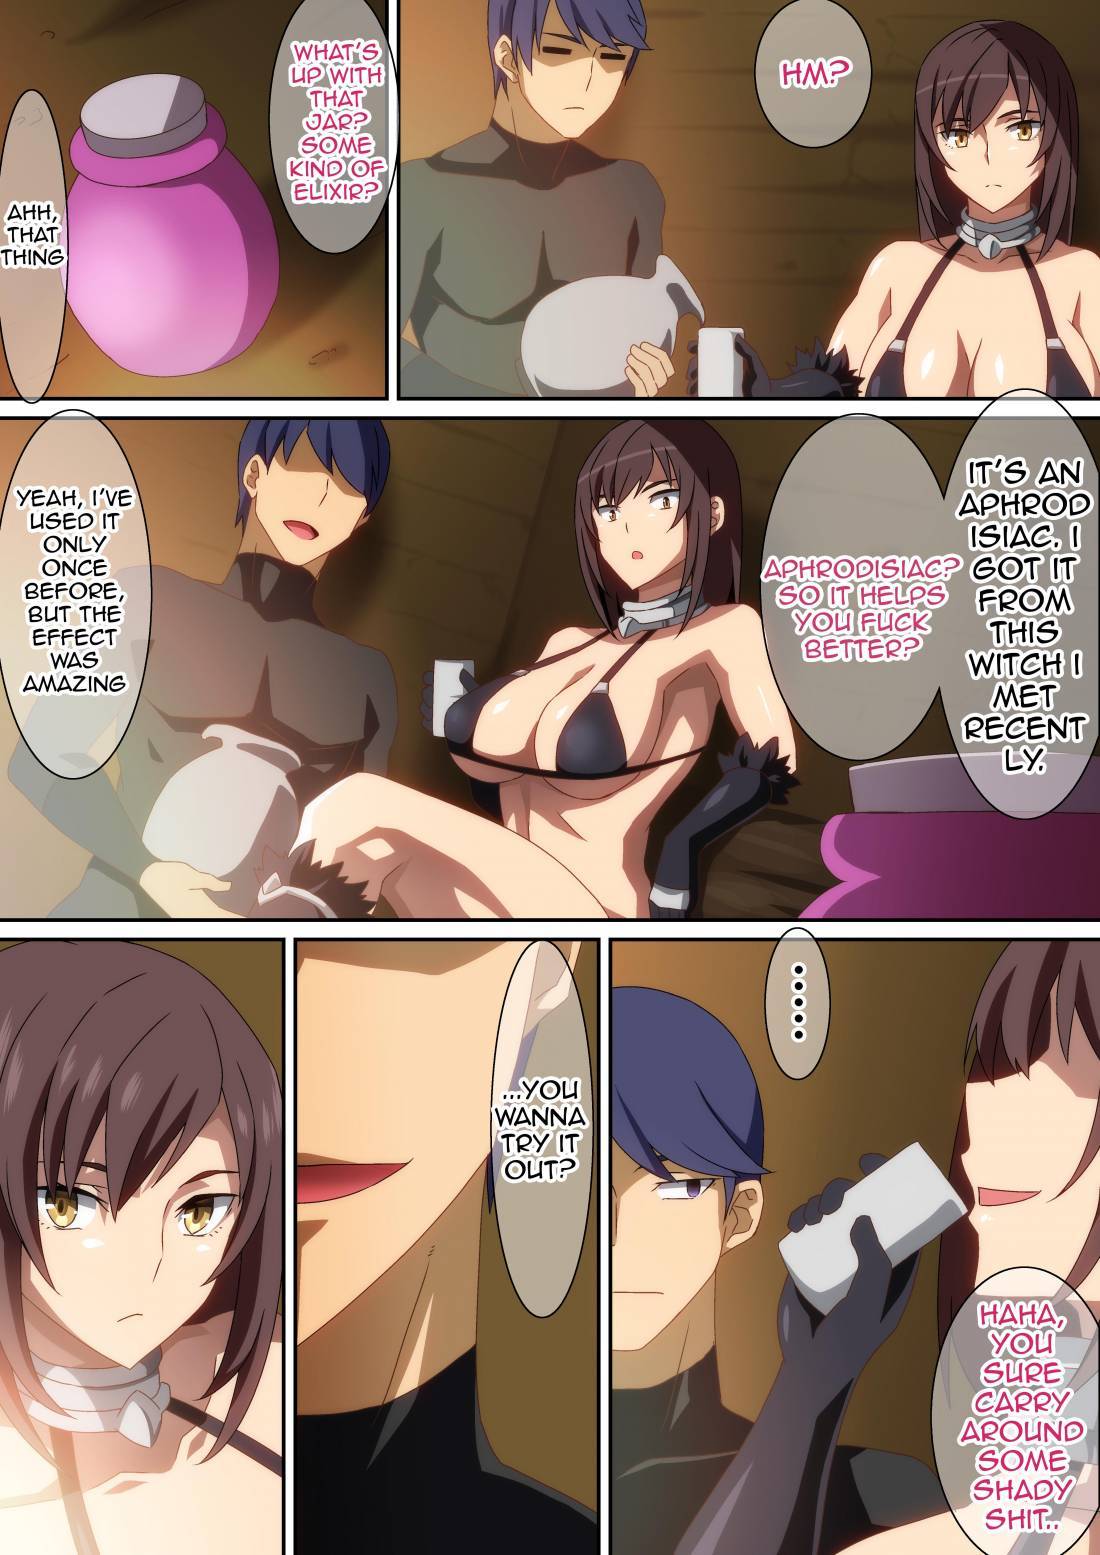 HM?
WHAT'S
UP WITH
THAT
JAR?
SOME
KIND OF
ELIXIR?
AHH,
THAT
THING
IT'S AN
APHROD
ISIAC. I
GOT IT
FROM
THIS
WITCH I
MET
RECENT
LY.
APHRODISIAC?
SO IT HELPS
YOU FUCK
BETTER?
YEAH, I'VE
USED IT
ONLY
ONCE
BEFORE,
BUT THE
EFFECT
WAS
AMAZING
.....
HAHA,
YOU
SURE
CARRY
AROUND
SOME
SHADY
SHIT..
...YOU
WANNA
TRY IT
OUT?